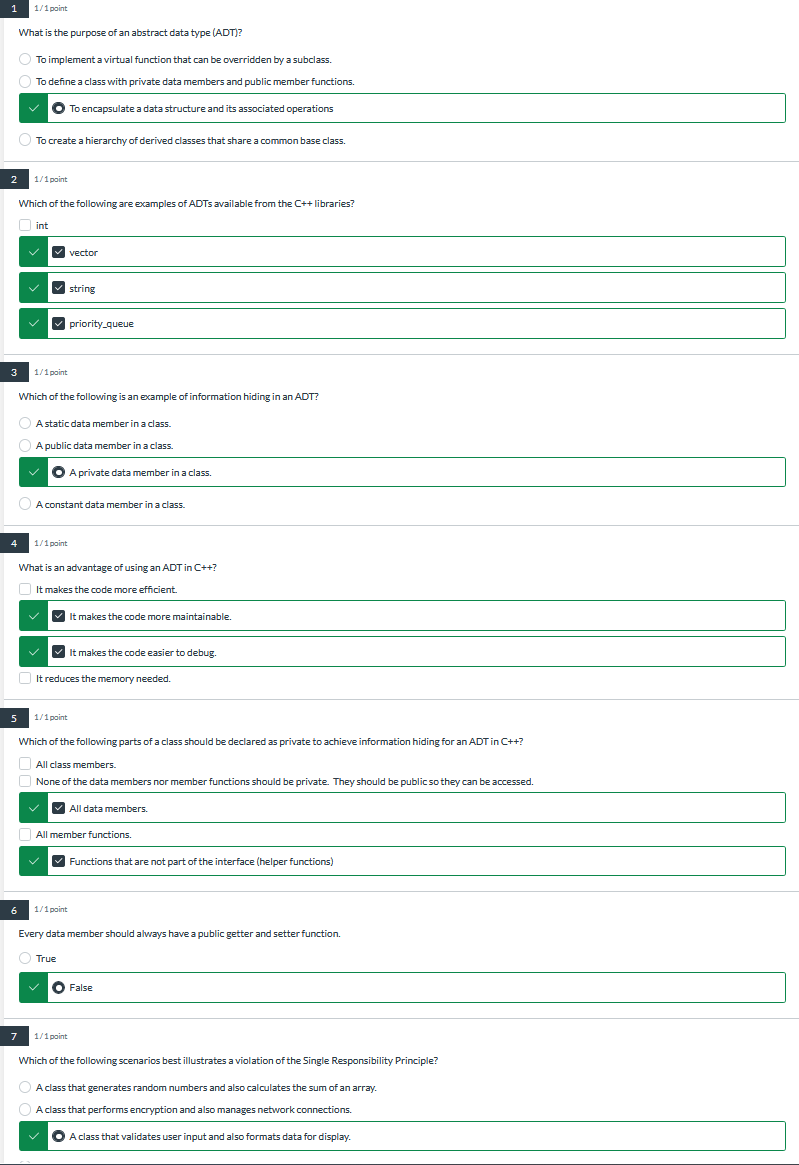 1
1 / 1 point
What is the purpose of an abstract data type (ADT)?
To implement a virtual function that can be overridden by a subclass.
To define a class with private data members and public member functions.
To encapsulate a data structure and its associated operations
To create a hierarchy of derived classes that share a common base class.
2
1 / 1 point
Which of the following are examples of ADTs available from the C++ libraries?
int
vector
string
priority_queue
3
1 / 1 point
Which of the following is an example of information hiding in an ADT?
A static data member in a class.
A public data member in a class.
A private data member in a class.
A constant data member in a class.
4
1 / 1 point
What is an advantage of using an ADT in C++?
It makes the code more efficient.
It makes the code more maintainable.
It makes the code easier to debug.
It reduces the memory needed.
5
1 / 1 point
Which of the following parts of a class should be declared as private to achieve information hiding for an ADT in C++?
All class members.
None of the data members nor member functions should be private. They should be public so they can be accessed.
All data members.
All member functions.
Functions that are not part of the interface (helper functions)
6
1 / 1 point
Every data member should always have a public getter and setter function.
True
False
7
1 / 1 point
Which of the following scenarios best illustrates a violation of the Single Responsibility Principle?
A class that generates random numbers and also calculates the sum of an array.
A class that performs encryption and also manages network connections.
A class that validates user input and also formats data for display.